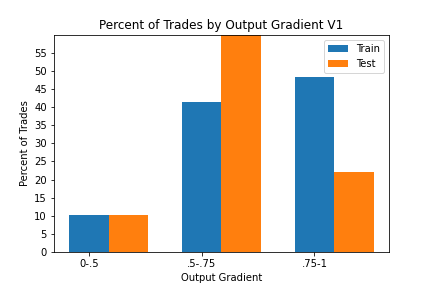 Percent of Trades by Output Gradient V1
Train
Test
Percent of Trades
55
50
45
40
35
30
25
20
15
10
5
0
0-.5 .5-.75 .75-1
Output Gradient